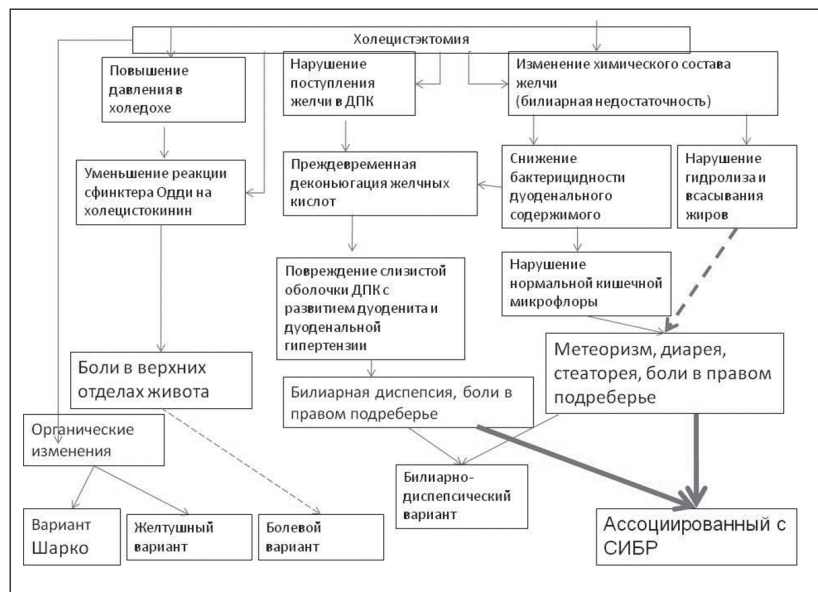 Холецистэктомия
Повышение
давления в
холедохе
Нарушение
поступления
желчи в ДПК
Изменение химического состава
желчи
(билиарная недостаточность)
Уменьшение реакции
сфинктера Одди на
холецистокинин
Преждевременная
деконьюгация желчных
кислот
Снижение
бактерицидности
дуоденального
содержимого
Нарушение
гидролиза и
всасывания
жиров
Повреждение слизистой
оболочки ДПК с
развитием дуоденита и
дуоденальной
гипертензии
Нарушение
нормальной кишечной
микрофлоры
Боли в верхних
отделах живота
Билиарная диспепсия, боли в
правом подреберье
Метеоризм, диарея,
стеаторея, боли в правом
подреберье
Органические
изменения
Билиарно-
диспепсический
вариант
Вариант
Шарко
Желтушный
вариант
Болевой
вариант
Ассоциированный с
СИБР